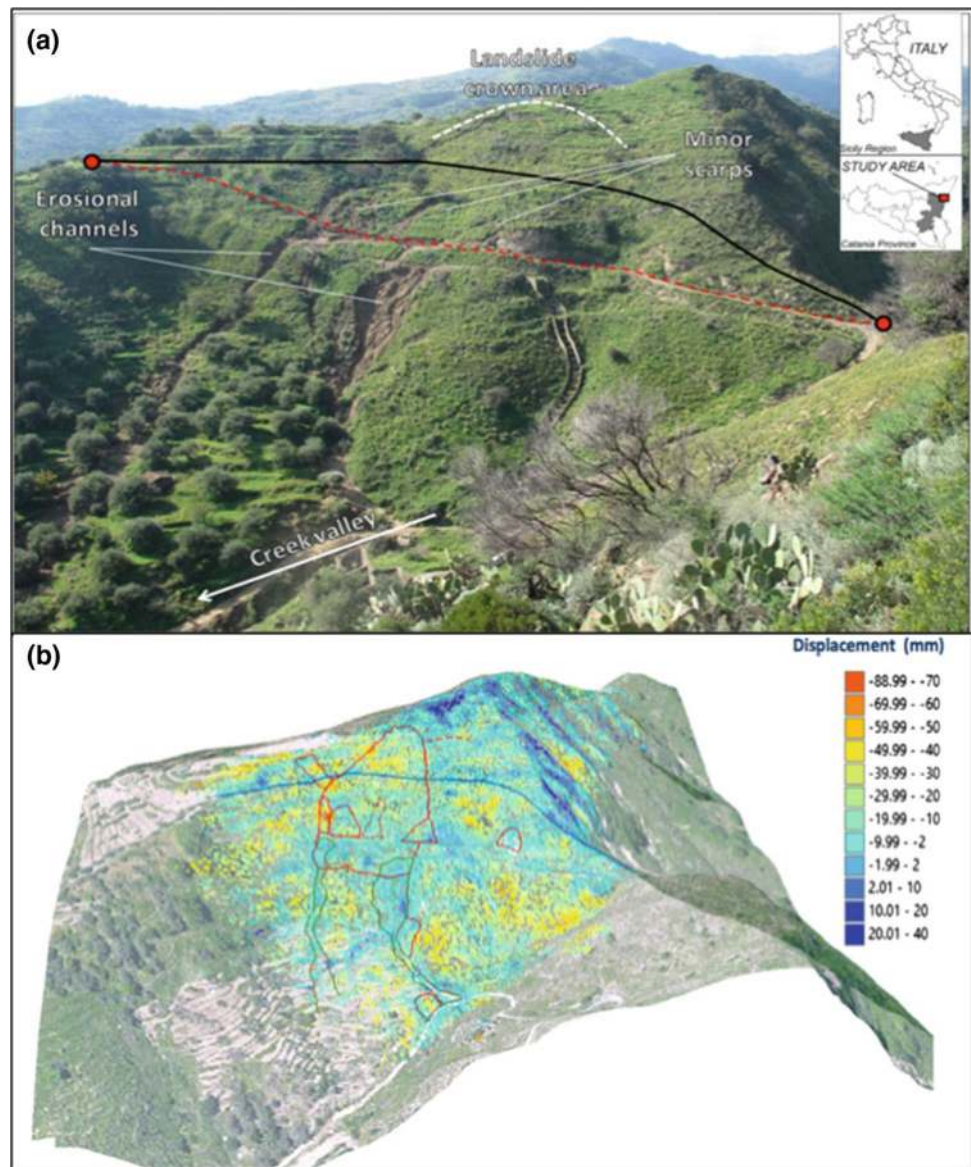 (a)
Landslide
crown area
ITALY
Sicily Region
STUDY AREA
Catania Province
Minor
scarps
Erosional
channels
Creek valley
(b)
Displacement (mm)
-88.99 - -70
-69.99 - -60
-59.99 - -50
-49.99 - -40
-39.99 - -30
-29.99 - -20
-19.99 - -10
-9.99 - -2
-1.99 - 2
2.01 - 10
10.01 - 20
20.01 - 40